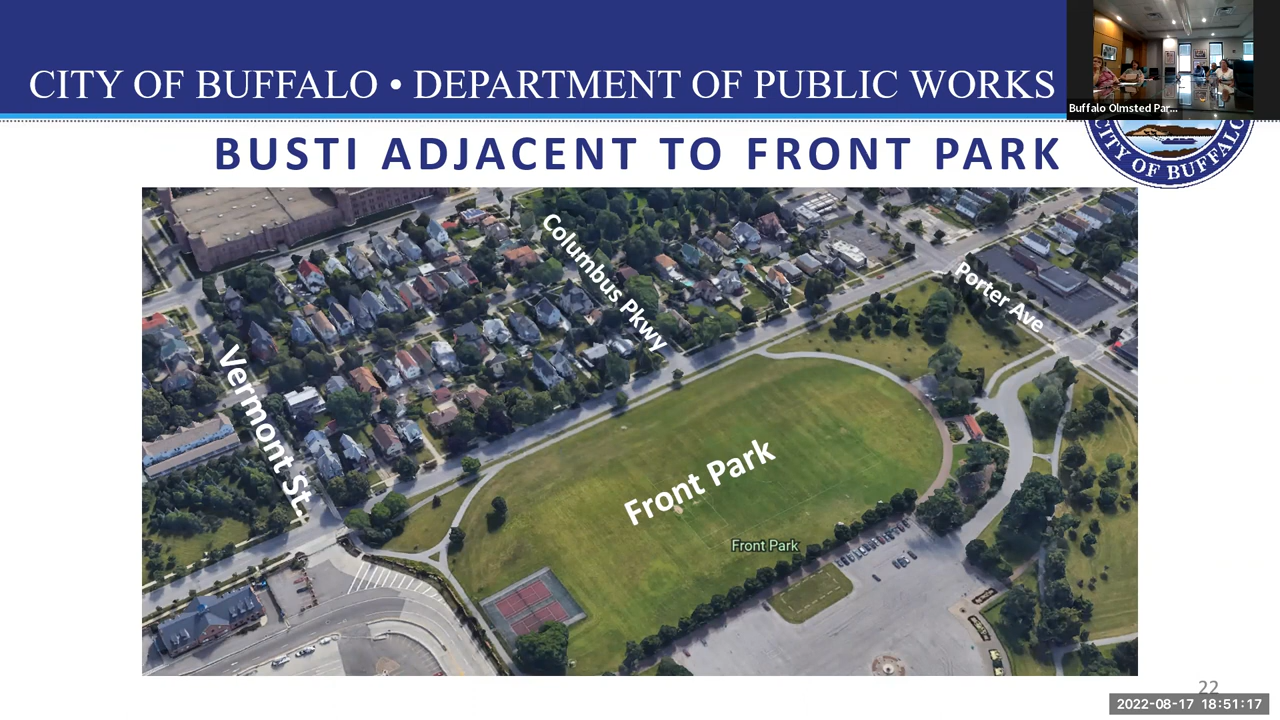 CITY OF BUFFALO • DEPARTMENT OF PUBLIC WORKS
Buffalo Olmsted Par...
BUSTI ADJACENT TO FRONT PARK
CITY OF BUFFALO
Columbus Pkwy
Porter Ave
Vermont St.
Front Park
Front Park
22
2022-08-17 18:51:17